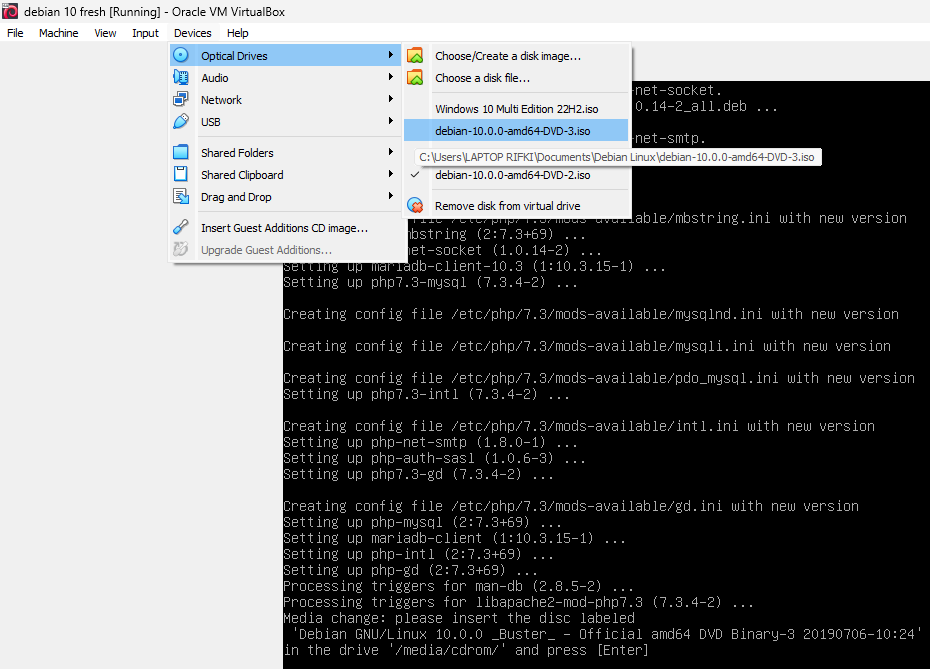 debian 10 fresh [Running] - Oracle VM VirtualBox
File Machine View Input Devices Help
Optical Drives
Audio
Network
USB
Shared Folders
Shared Clipboard
Drag and Drop
Insert Guest Additions CD image...
Upgrade Guest Additions...
Choose/Create a disk image...
Choose a disk file...
Windows 10 Multi Edition 22H2.iso
debian-10.0.0-amd64-DVD-3.iso
C:\Users\LAPTOP RIFKI\Documents\Debian Linux\debian-10.0.0-amd64-DVD-3.iso
debian-10.0.0-amd64-DVD-2.iso
Remove disk from virtual drive
-net-socket.
0.14-2_all.deb ...
-net-smtp.
file /etc/php/7.3/mods-available/mbstring.ini with new version
mbstring (2:7.3+69) ...
net-socket (1.0.14-2) ...
Setting up mariadb-client-10.3 (1:10.3.15-1) ...
Setting up php7.3-mysql (7.3.4-2) ...
Creating config file /etc/php/7.3/mods-available/mysqlnd.ini with new version
Creating config file /etc/php/7.3/mods-available/mysqli.ini with new version
Creating config file /etc/php/7.3/mods-available/pdo_mysql.ini with new version
Setting up php7.3-intl (7.3.4-2) ...
Creating config file /etc/php/7.3/mods-available/intl.ini with new version
Setting up php-net-smtp (1.8.0-1) ...
Setting up php-auth-sasl (1.0.6-3) ...
Setting up php7.3-gd (7.3.4-2) ...
Creating config file /etc/php/7.3/mods-available/gd.ini with new version
Setting up php-mysql (2:7.3+69) ...
Setting up mariadb-client (1:10.3.15-1) ...
Setting up php-intl (2:7.3+69) ...
Setting up php-gd (2:7.3+69) ...
Processing triggers for man-db (2.8.5-2) ...
Processing triggers for libapache2-mod-php7.3 (7.3.4-2) ...
Media change: please insert the disc labeled
'Debian GNU/Linux 10.0.0 _Buster_ - Official amd64 DVD Binary-3 20190706-10:24'
in the drive '/media/cdrom/' and press [Enter]